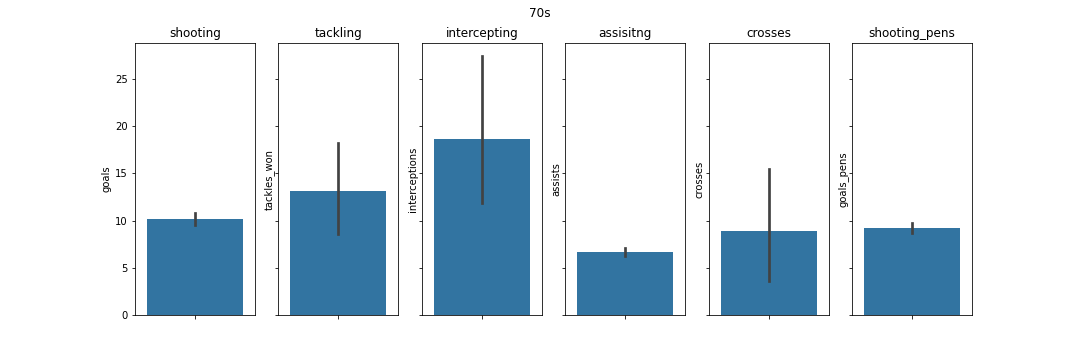 70s
shooting
tackling
intercepting
assisitng
crosses
shooting_pens
25
20
15
10
5
0
goals
tackles_won
interceptions
assists
crosses
goals_pens